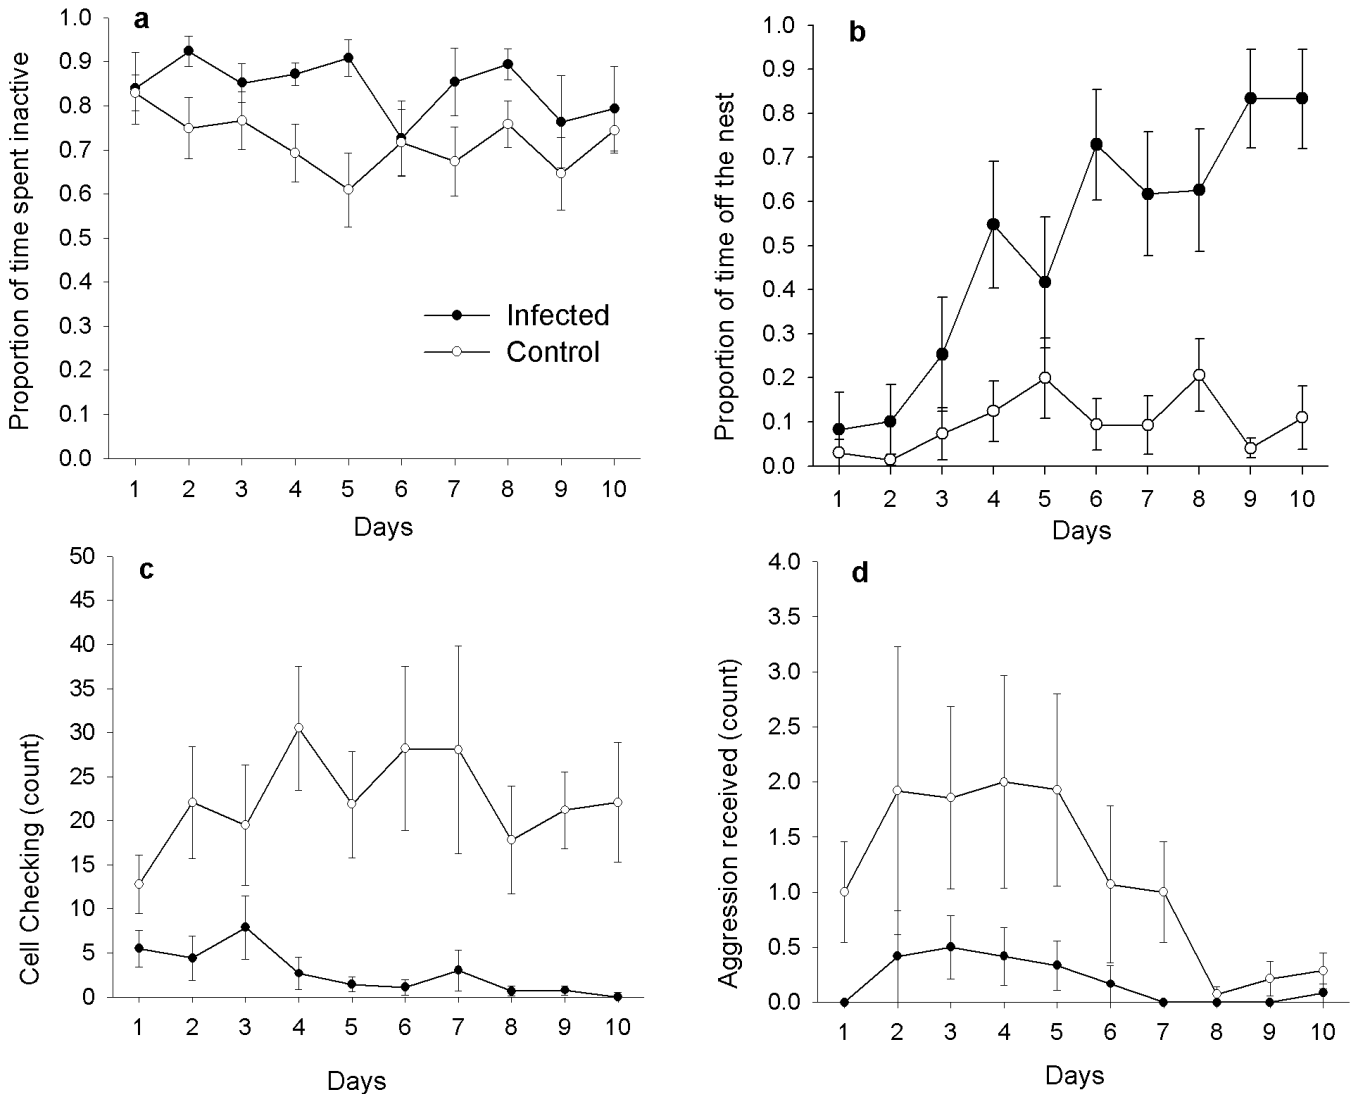 a
Proportion of time spent inactive
1.0
0.9
0.8
0.7
0.6
0.5
0.4
0.3
0.2
0.1
0.0
Infected
Control
1 2 3 4 5 6 7 8 9 10
Days
b
Proportion of time off the nest
1.0
0.9
0.8
0.7
0.6
0.5
0.4
0.3
0.2
0.1
0.0
1 2 3 4 5 6 7 8 9 10
Days
c
Cell Checking (count)
50
45
40
35
30
25
20
15
10
5
0
1 2 3 4 5 6 7 8 9 10
Days
d
Aggression received (count)
4.0
3.5
3.0
2.5
2.0
1.5
1.0
0.5
0.0
1 2 3 4 5 6 7 8 9 10
Days